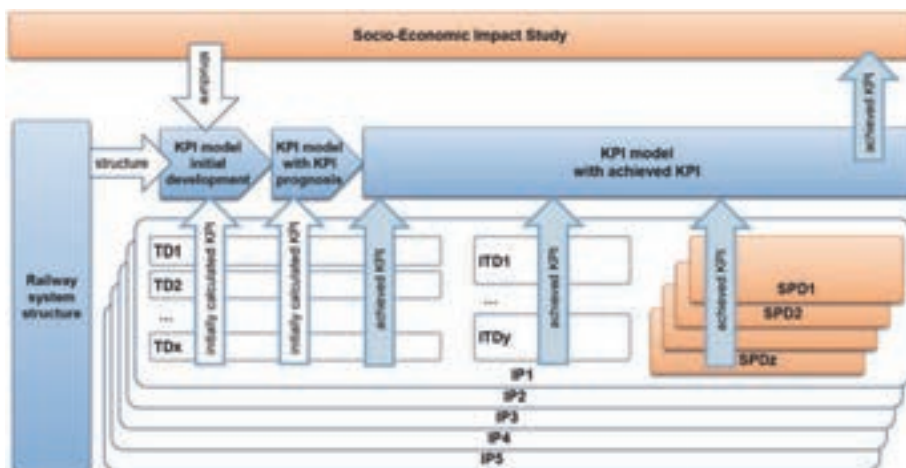 Socio-Economic Impact Study
structure
achieved KPI
Railway
system
structure
structure
KPI model
initial
development
KPI model
with KPI
prognosis
KPI model
with achieved KPI
TD1
TD2
...
TDx
initially calculated KPI
initially calculated KPI
achieved KPI
ITD1
...
ITDy
achieved KPI
achieved KPI
SPD1
SPD2
SPDz
IP1
IP2
IP3
IP4
IP5